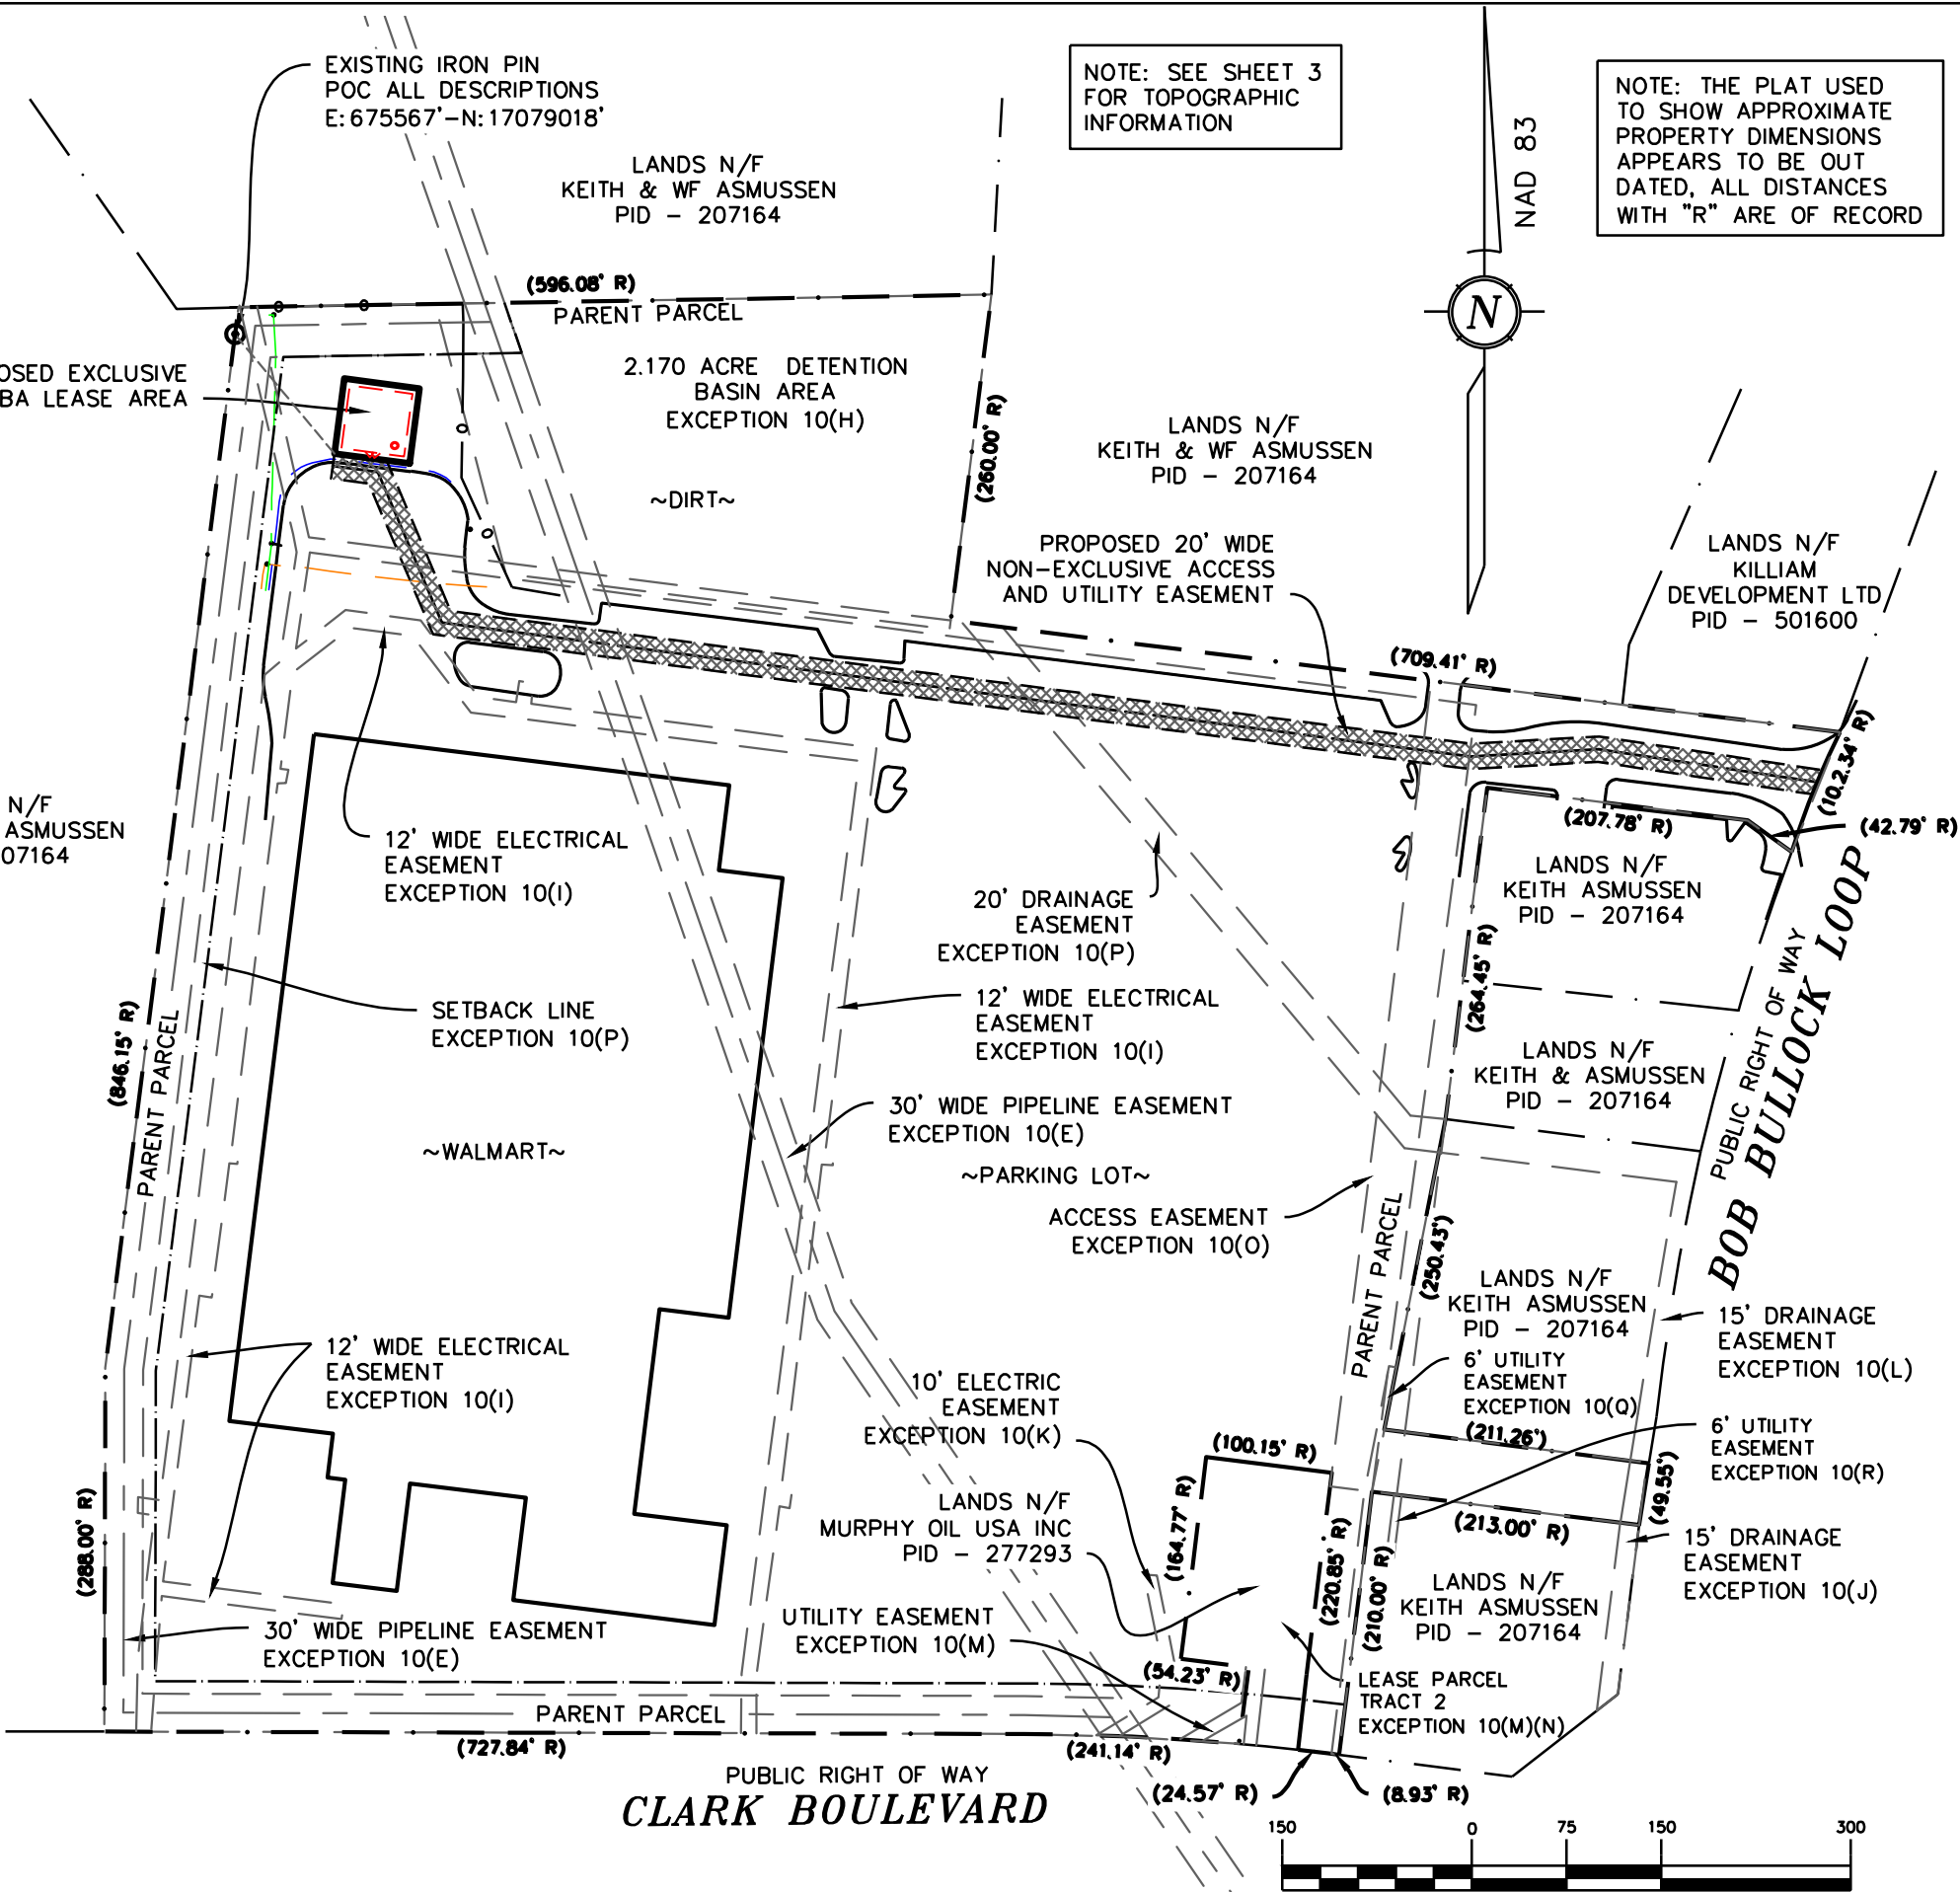 EXISTING IRON PIN
POC ALL DESCRIPTIONS
E:675567'-N:17079018'
NOTE: SEE SHEET 3
FOR TOPOGRAPHIC
INFORMATION
NOTE: THE PLAT USED
TO SHOW APPROXIMATE
PROPERTY DIMENSIONS
APPEARS TO BE OUT
DATED, ALL DISTANCES
WITH "R" ARE OF RECORD
NAD 83
N
LANDS N/F
KEITH & WF ASMUSSEN
PID - 207164
(596.08' R)
PARENT PARCEL
OSED EXCLUSIVE
BA LEASE AREA
2.170 ACRE DETENTION
BASIN AREA
EXCEPTION 10(H)
~DIRT~
(260.00' R)
LANDS N/F
KEITH & WF ASMUSSEN
PID - 207164
PROPOSED 20' WIDE
NON-EXCLUSIVE ACCESS
AND UTILITY EASEMENT
LANDS N/F
KILLIAM
DEVELOPMENT LTD
PID - 501600
(709.41' R)
(10.2.34' R)
(42.79' R)
(207.78' R)
N/F
ASMUSSEN
07164
12' WIDE ELECTRICAL
EASEMENT
EXCEPTION 10(I)
LANDS N/F
KEITH ASMUSSEN
PID - 207164
20' DRAINAGE
EASEMENT
EXCEPTION 10(P)
(264.45' R)
SETBACK LINE
EXCEPTION 10(P)
12' WIDE ELECTRICAL
EASEMENT
EXCEPTION 10(I)
(846.15' R)
PARENT PARCEL
LANDS N/F
KEITH & ASMUSSEN
PID - 207164
PUBLIC RIGHT OF WAY
BOB BULLOCK LOOP
30' WIDE PIPELINE EASEMENT
EXCEPTION 10(E)
~WALMART~
~PARKING LOT~
ACCESS EASEMENT
EXCEPTION 10(O)
PARENT PARCEL
(250.43')
LANDS N/F
KEITH ASMUSSEN
PID - 207164
15' DRAINAGE
EASEMENT
EXCEPTION 10(L)
12' WIDE ELECTRICAL
EASEMENT
EXCEPTION 10(I)
6' UTILITY
EASEMENT
EXCEPTION 10(Q)
10' ELECTRIC
EASEMENT
EXCEPTION 10(K)
(211.26')
6' UTILITY
EASEMENT
EXCEPTION 10(R)
(100.15' R)
(49.55')
(288.00' R)
LANDS N/F
MURPHY OIL USA INC
PID - 277293
(164.77' R)
(213.00' R)
15' DRAINAGE
EASEMENT
EXCEPTION 10(J)
(220.85' R)
(210.00' R)
LANDS N/F
KEITH ASMUSSEN
PID - 207164
30' WIDE PIPELINE EASEMENT
EXCEPTION 10(E)
UTILITY EASEMENT
EXCEPTION 10(M)
(54.23' R)
LEASE PARCEL
TRACT 2
EXCEPTION 10(M)(N)
PARENT PARCEL
(727.84' R)
(241.14' R)
PUBLIC RIGHT OF WAY
CLARK BOULEVARD
(24.57' R)
(8.93' R)
150 0 75 150 300